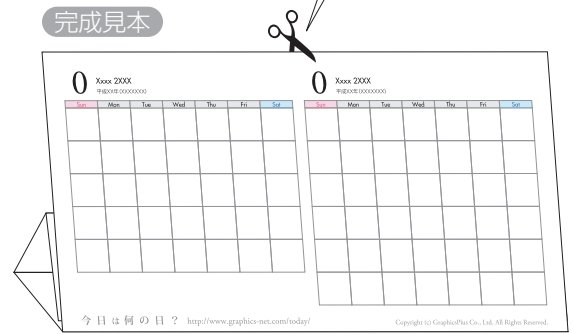 完成見本
0 Xxxx 2XXX
平成XX年(XXXXXXX)
Sun Mon Tue Wed Thu Fri Sat
0 Xxxx 2XXX
平成XX年(XXXXXXX)
Sun Mon Tue Wed Thu Fri Sat
今日は何の日? http://www.graphics-net.com/today/
Copyright (c) GraphicsPlus Co., Ltd. All Rights Reserved.